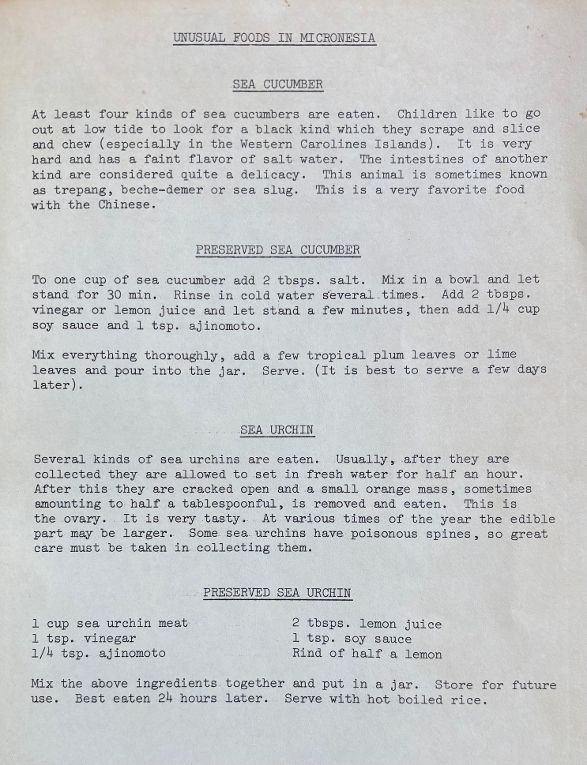 UNUSUAL FOODS IN MICRONESIA
SEA CUCUMBER
At least four kinds of sea cucumbers are eaten. Children like to go
out at low tide to look for a black kind which they scrape and slice
and chew (especially in the Western Carolines Islands). It is very
hard and has a faint flavor of salt water. The intestines of another
kind are considered quite a delicacy. This animal is sometimes known
as trepang, beche-demer or sea slug. This is a very favorite food
with the Chinese.
PRESERVED SEA CUCUMBER
To one cup of sea cucumber add 2 tbsps. salt. Mix in a bowl and let
stand for 30 min. Rinse in cold water several times. Add 2 tbsps.
vinegar or lemon juice and let stand a few minutes, then add 1/4 cup
soy sauce and 1 tsp. ajinomoto.
Mix everything thoroughly, add a few tropical plum leaves or lime
leaves and pour into the jar. Serve. (It is best to serve a few days
later).
SEA URCHIN
Several kinds of sea urchins are eaten. Usually, after they are
collected they are allowed to set in fresh water for half an hour.
After this they are cracked open and a small orange mass, sometimes
amounting to half a tablespoonful, is removed and eaten. This is
the ovary. It is very tasty. At various times of the year the edible
part may be larger. Some sea urchins have poisonous spines, so great
care must be taken in collecting them.
PRESERVED SEA URCHIN
1 cup sea urchin meat 2 tbsps. lemon juice
1 tsp. vinegar 1 tsp. soy sauce
1/4 tsp. ajinomoto Rind of half a lemon
Mix the above ingredients together and put in a jar. Store for future
use. Best eaten 24 hours later. Serve with hot boiled rice.